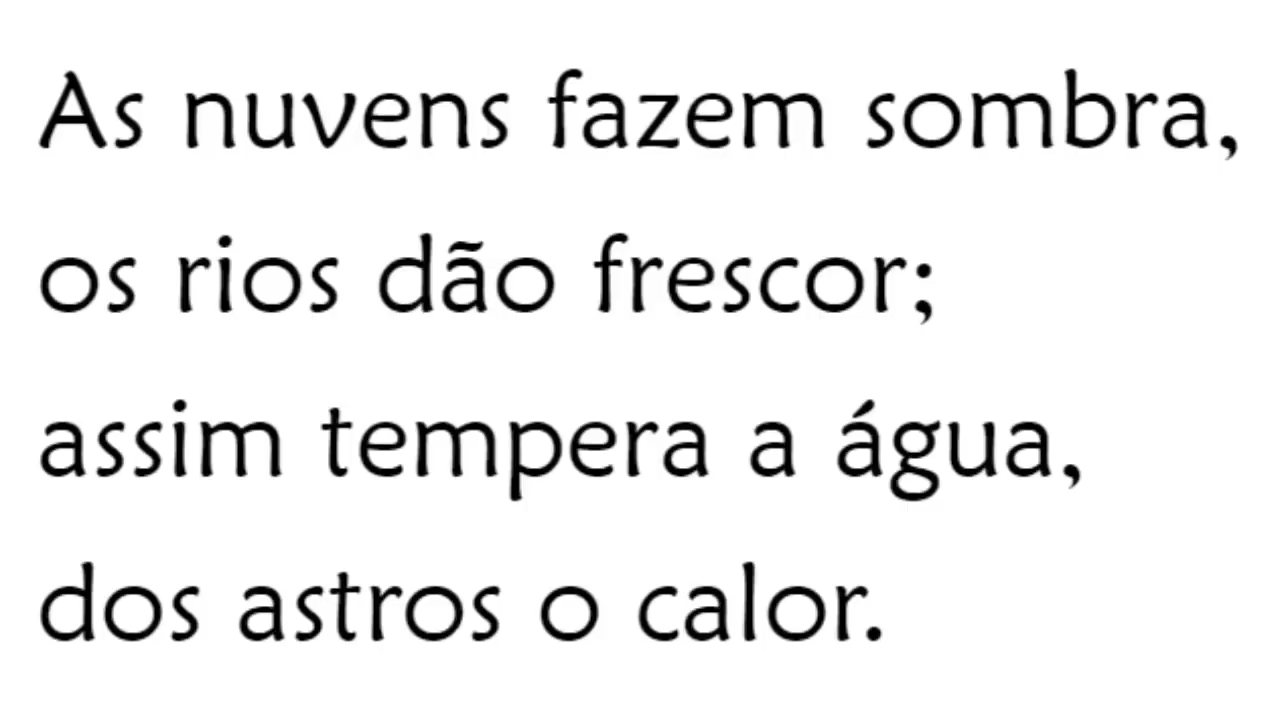 As nuvens fazem sombra,
os rios dão frescor;
assim tempera a água,
dos astros o calor.